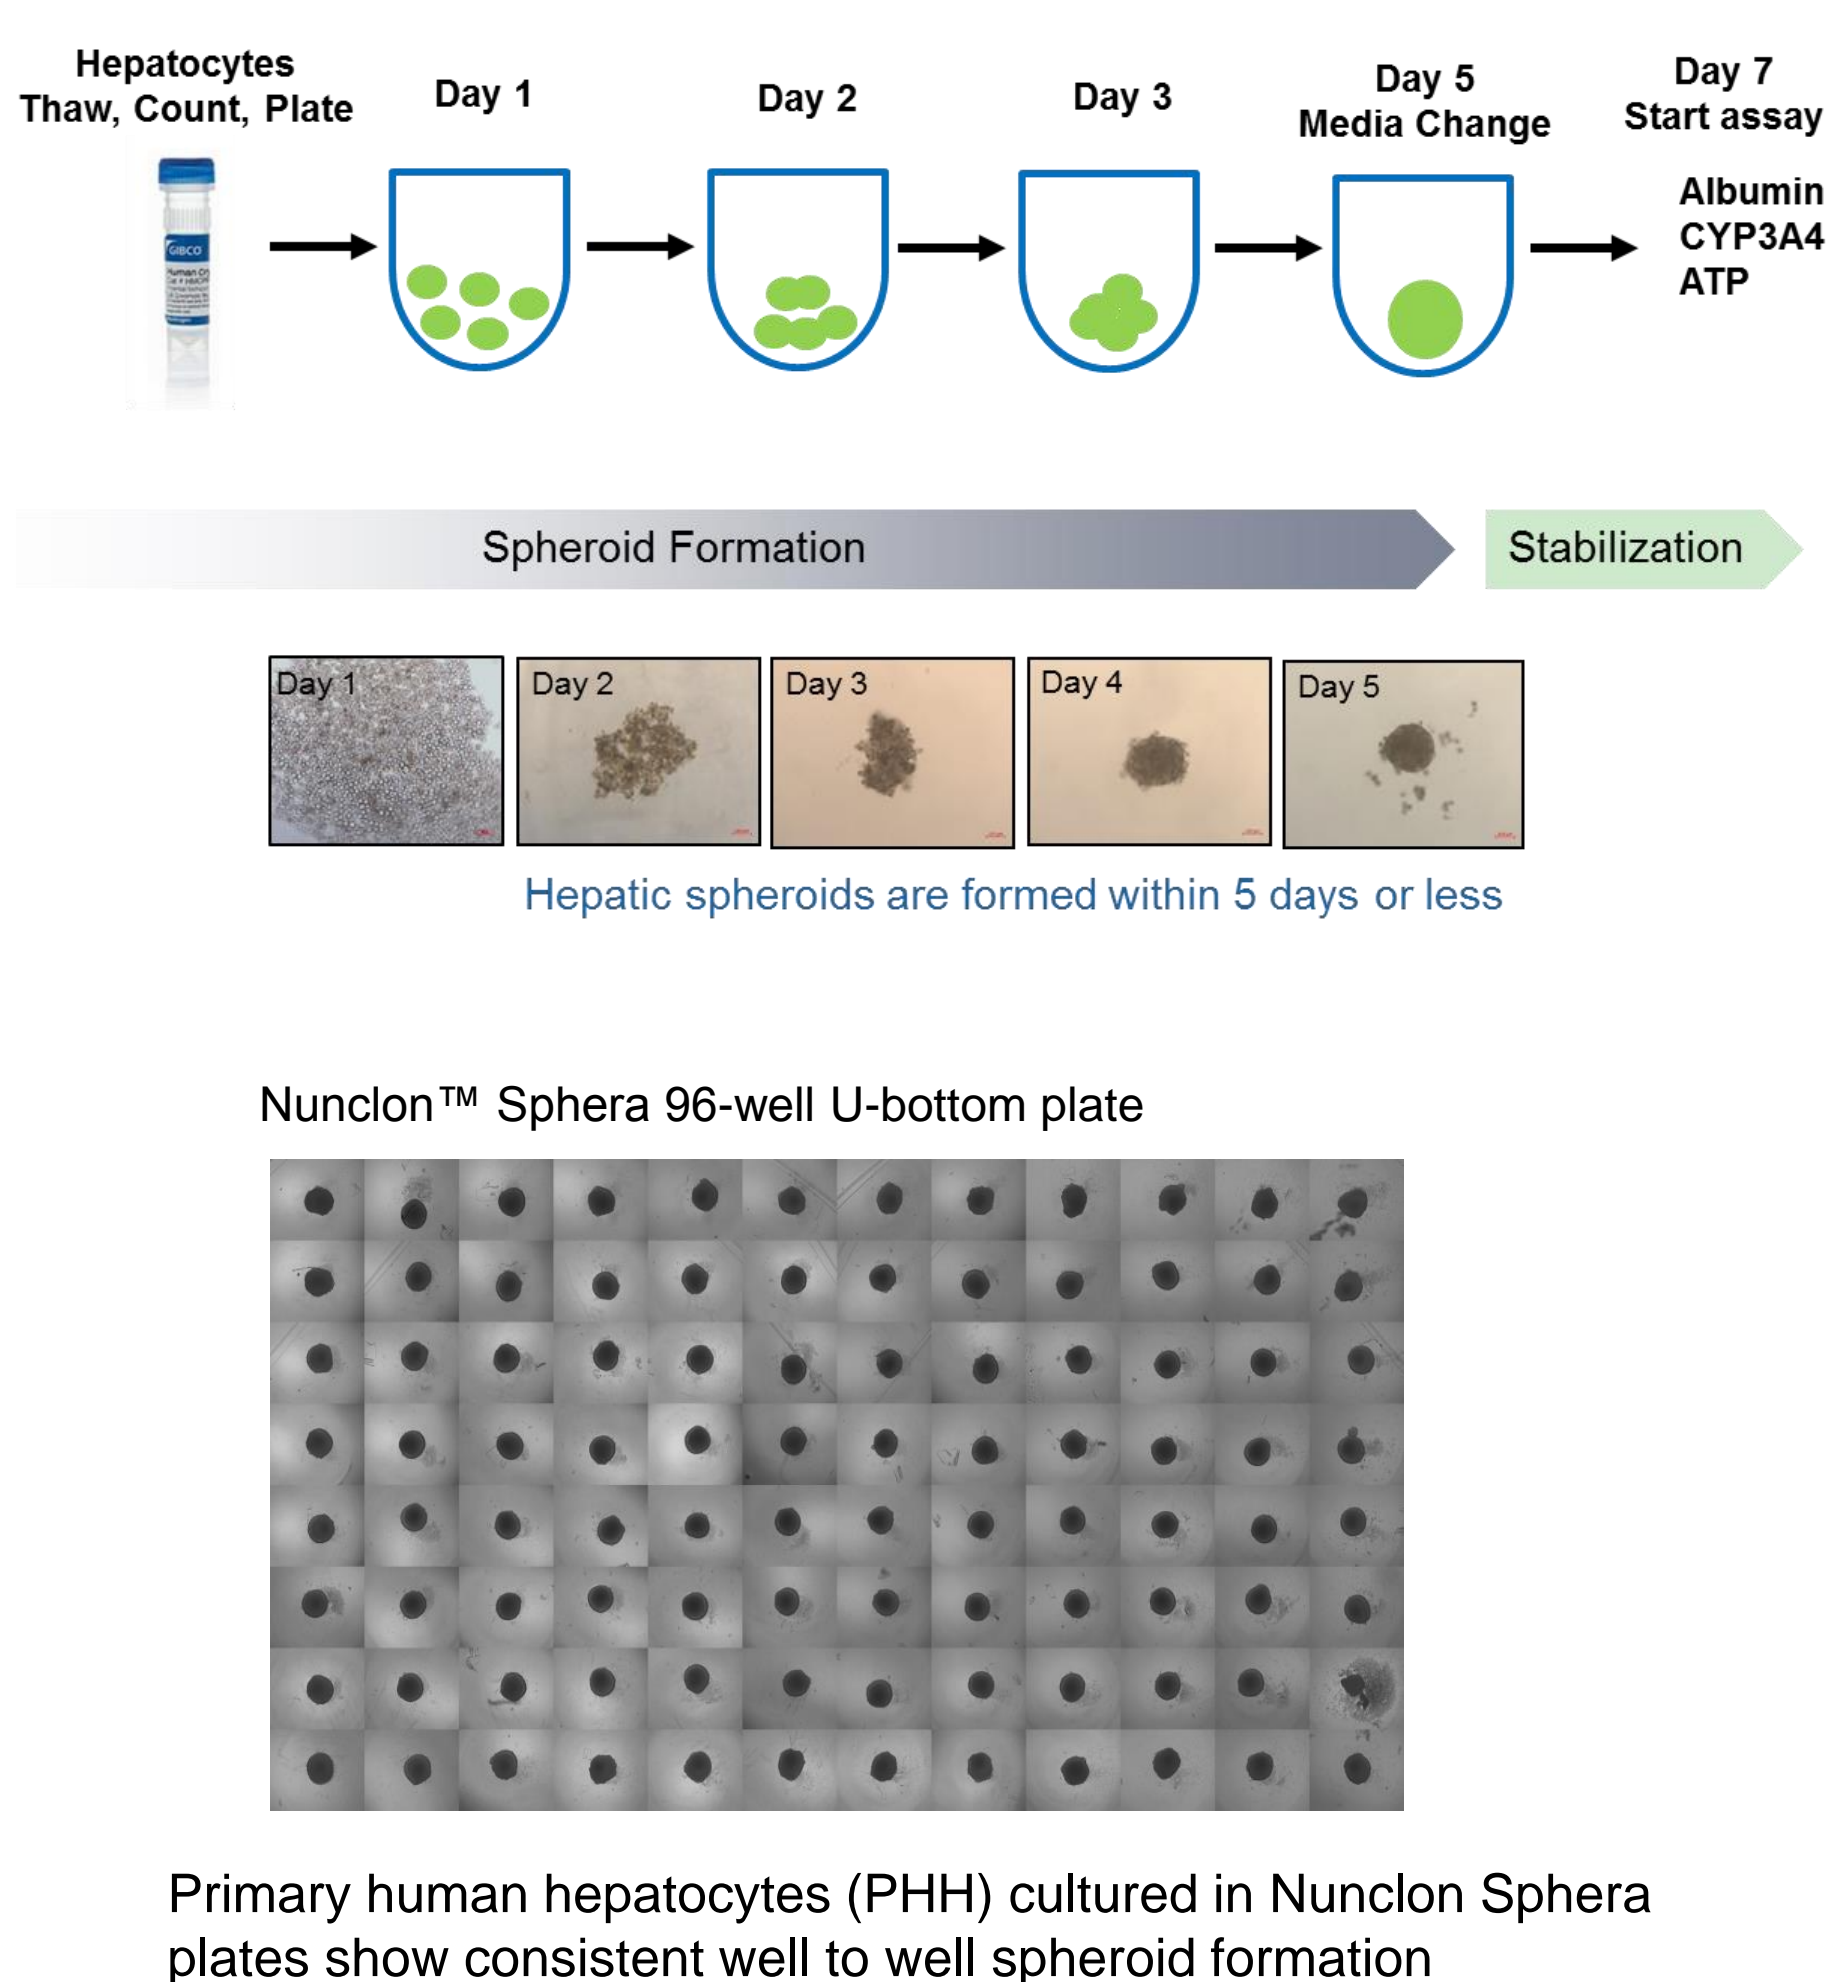 Hepatocytes
Thaw, Count, Plate
Day 1
Day 2
Day 3
Day 5
Media Change
Day 7
Start assay
Albumin
CYP3A4
ATP
GIBCO
Spheroid Formation
Stabilization
Day 1
Day 2
Day 3
Day 4
Day 5
Hepatic spheroids are formed within 5 days or less
Nunclon™ Sphera 96-well U-bottom plate
Primary human hepatocytes (PHH) cultured in Nunclon Sphera
plates show consistent well to well spheroid formation